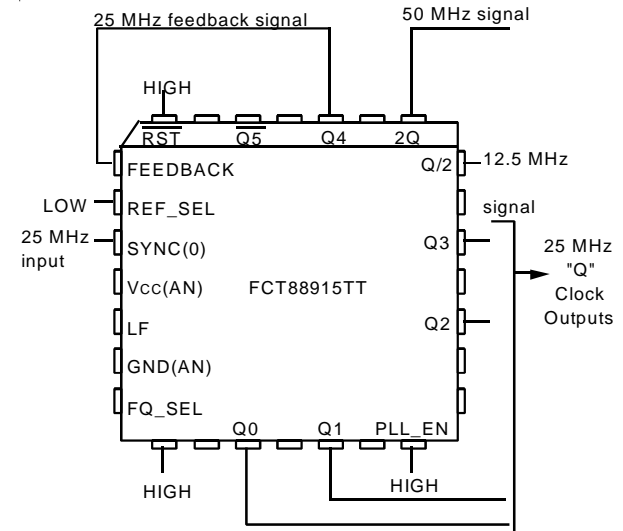 25 MHz feedback signal
50 MHz signal
HIGH
RST
Q5
Q4
2Q
FEEDBACK
Q/2
12.5 MHz
signal
LOW
REF_SEL
25 MHz
input
SYNC(0)
Q3
25 MHz
"Q"
Clock
Outputs
VCC(AN)
FCT88915TT
LF
Q2
GND(AN)
FQ_SEL
Q0
Q1
PLL_EN
HIGH
HIGH